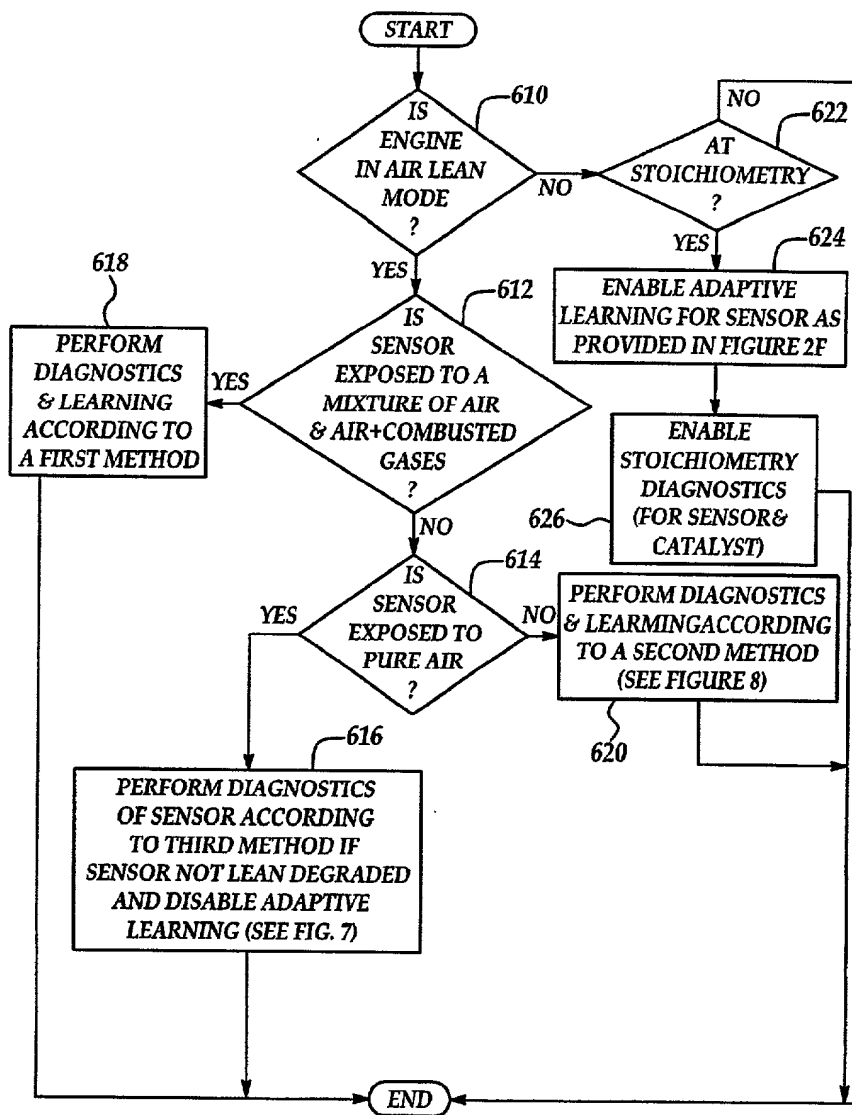 START
610
IS
ENGINE
IN AIR LEAN
MODE
?
NO
622
AT
STOICHIOMETRY
?
NO
YES
YES
624
ENABLE ADAPTIVE
LEARNING FOR SENSOR AS
PROVIDED IN FIGURE 2F
618
PERFORM
DIAGNOSTICS
& LEARNING
ACCORDING TO
A FIRST METHOD
YES
612
IS
SENSOR
EXPOSED TO A
MIXTURE OF AIR
& AIR+COMBUSTED
GASES
?
NO
626
ENABLE
STOICHIOMETRY
DIAGNOSTICS
(FOR SENSOR&
CATALYST)
614
IS
SENSOR
EXPOSED TO
PURE AIR
?
YES
NO
PERFORM DIAGNOSTICS
& LEARMINGACCORDING
TO A SECOND METHOD
(SEE FIGURE 8)
620
616
PERFORM DIAGNOSTICS
OF SENSOR ACCORDING
TO THIRD METHOD IF
SENSOR NOT LEAN DEGRADED
AND DISABLE ADAPTIVE
LEARNING (SEE FIG. 7)
END